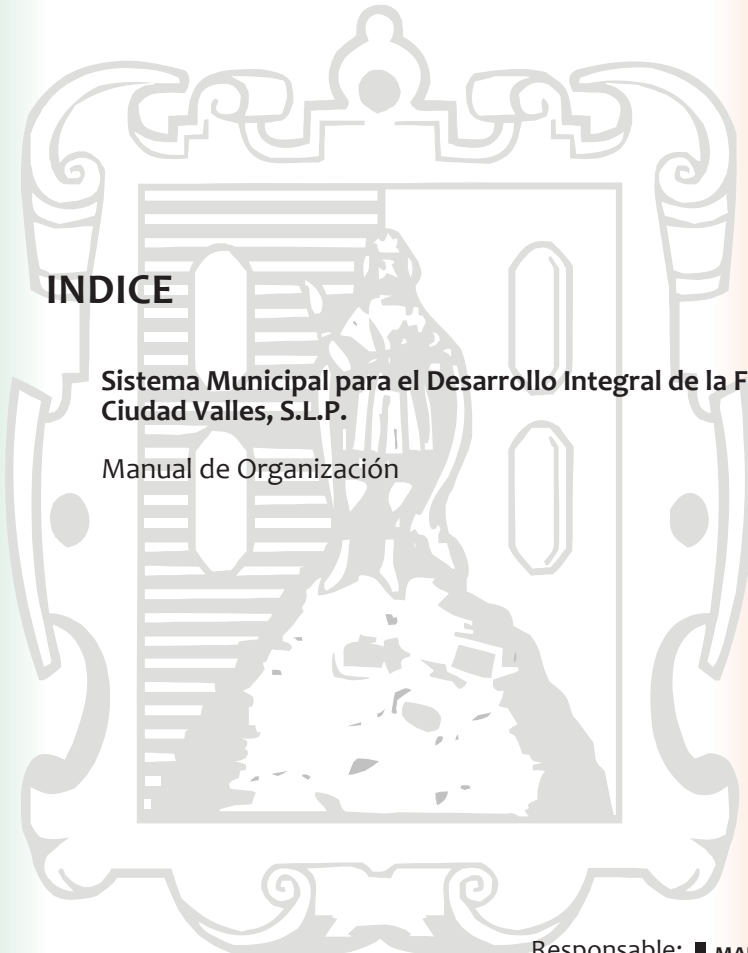 INDICE
Sistema Municipal para el Desarrollo Integral de la
Ciudad Valles, S.L.P.
Manual de Organización
Responsable: